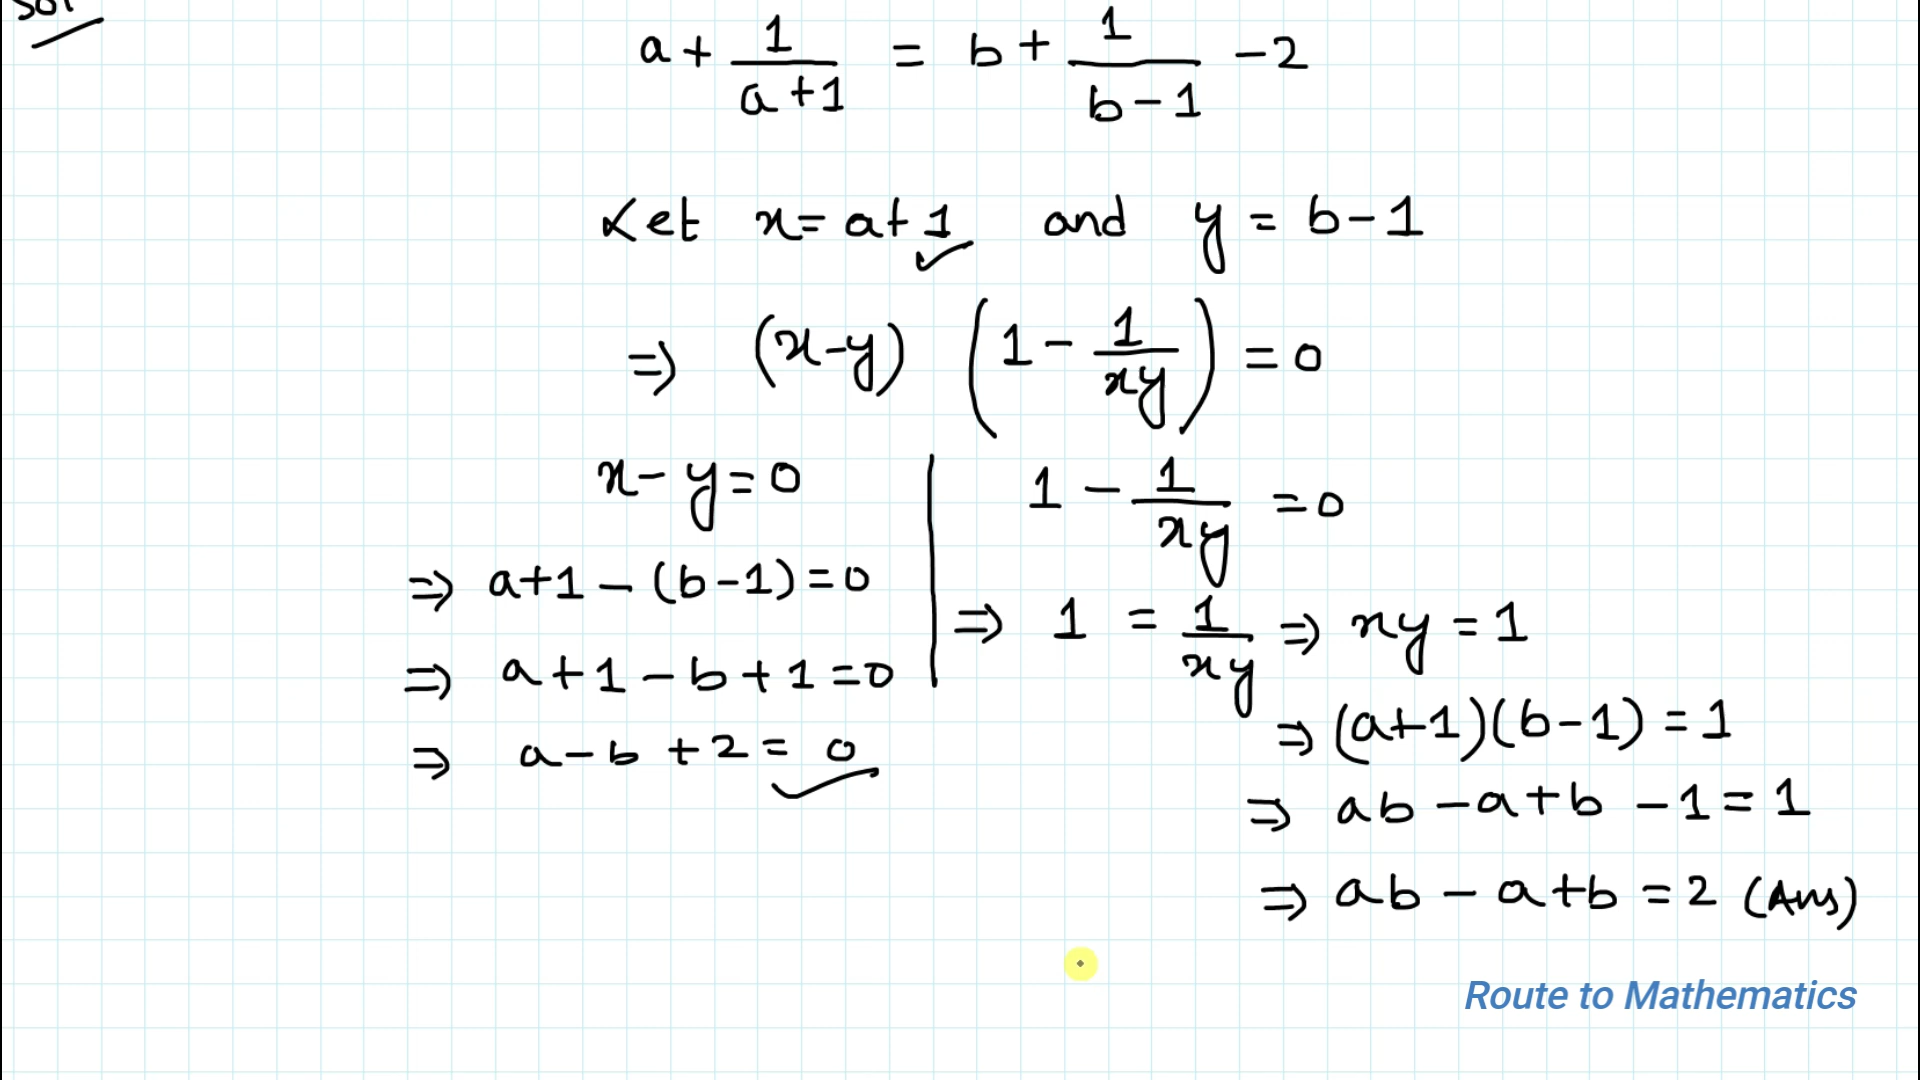 Sol
a + 1/(a+1) = b + 1/(b-1) - 2
Let x = a+1 and y = b-1
⇒ (x-y) (1 - 1/xy) = 0
x - y = 0
⇒ a+1 - (b-1) = 0
⇒ a+1 - b + 1 = 0
⇒ a - b + 2 = 0
1 - 1/xy = 0
⇒ 1 = 1/xy ⇒ xy = 1
⇒ (a+1)(b-1) = 1
⇒ ab - a + b - 1 = 1
⇒ ab - a + b = 2 (Ans)
Route to Mathematics